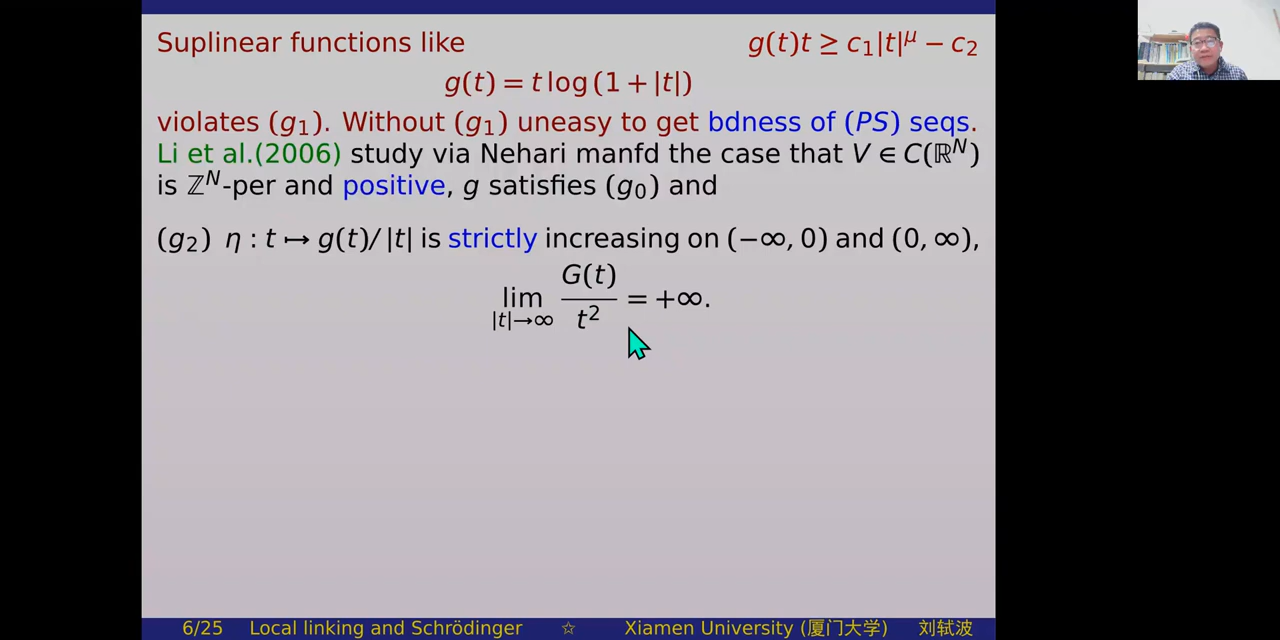 Suplinear functions like g(t)t ≥ c₁|t|^μ − c₂
g(t) = t log(1 + |t|)
violates (g₁). Without (g₁) uneasy to get bdness of (PS) seqs.
Li et al.(2006) study via Nehari manfd the case that V ∈ C(ℝᴺ)
is ℤᴺ-per and positive, g satisfies (g₀) and
(g₂) η : t ↦ g(t)/|t| is strictly increasing on (−∞, 0) and (0, ∞),
lim_{|t|→∞} G(t)/t² = +∞.
6/25 Local linking and Schrödinger ☆ Xiamen University (厦门大学) 刘轼波